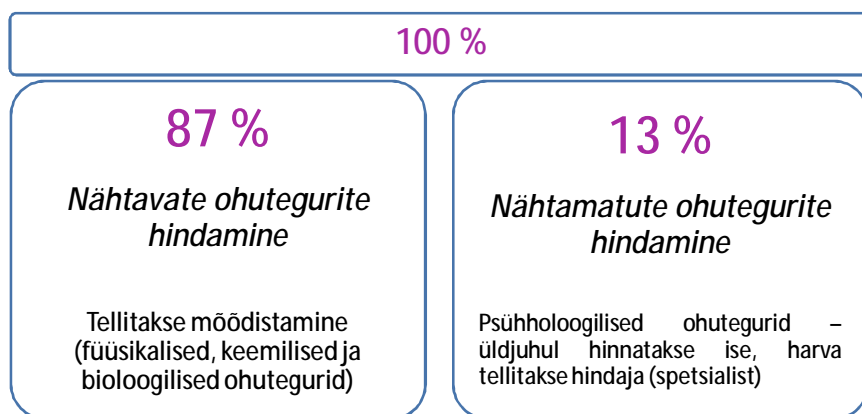 100 %
87 %
Nähtavate ohutegurite
hindamine
Tellitakse mõõdistamine
(füüsikalised, keemilised ja
bioloogilised ohutegurid)
13 %
Nähtamatute ohutegurite
hindamine
Psühholoogilised ohutegurid –
üldjuhul hinnatakse ise, harva
tellitakse hindaja (spetsialist)